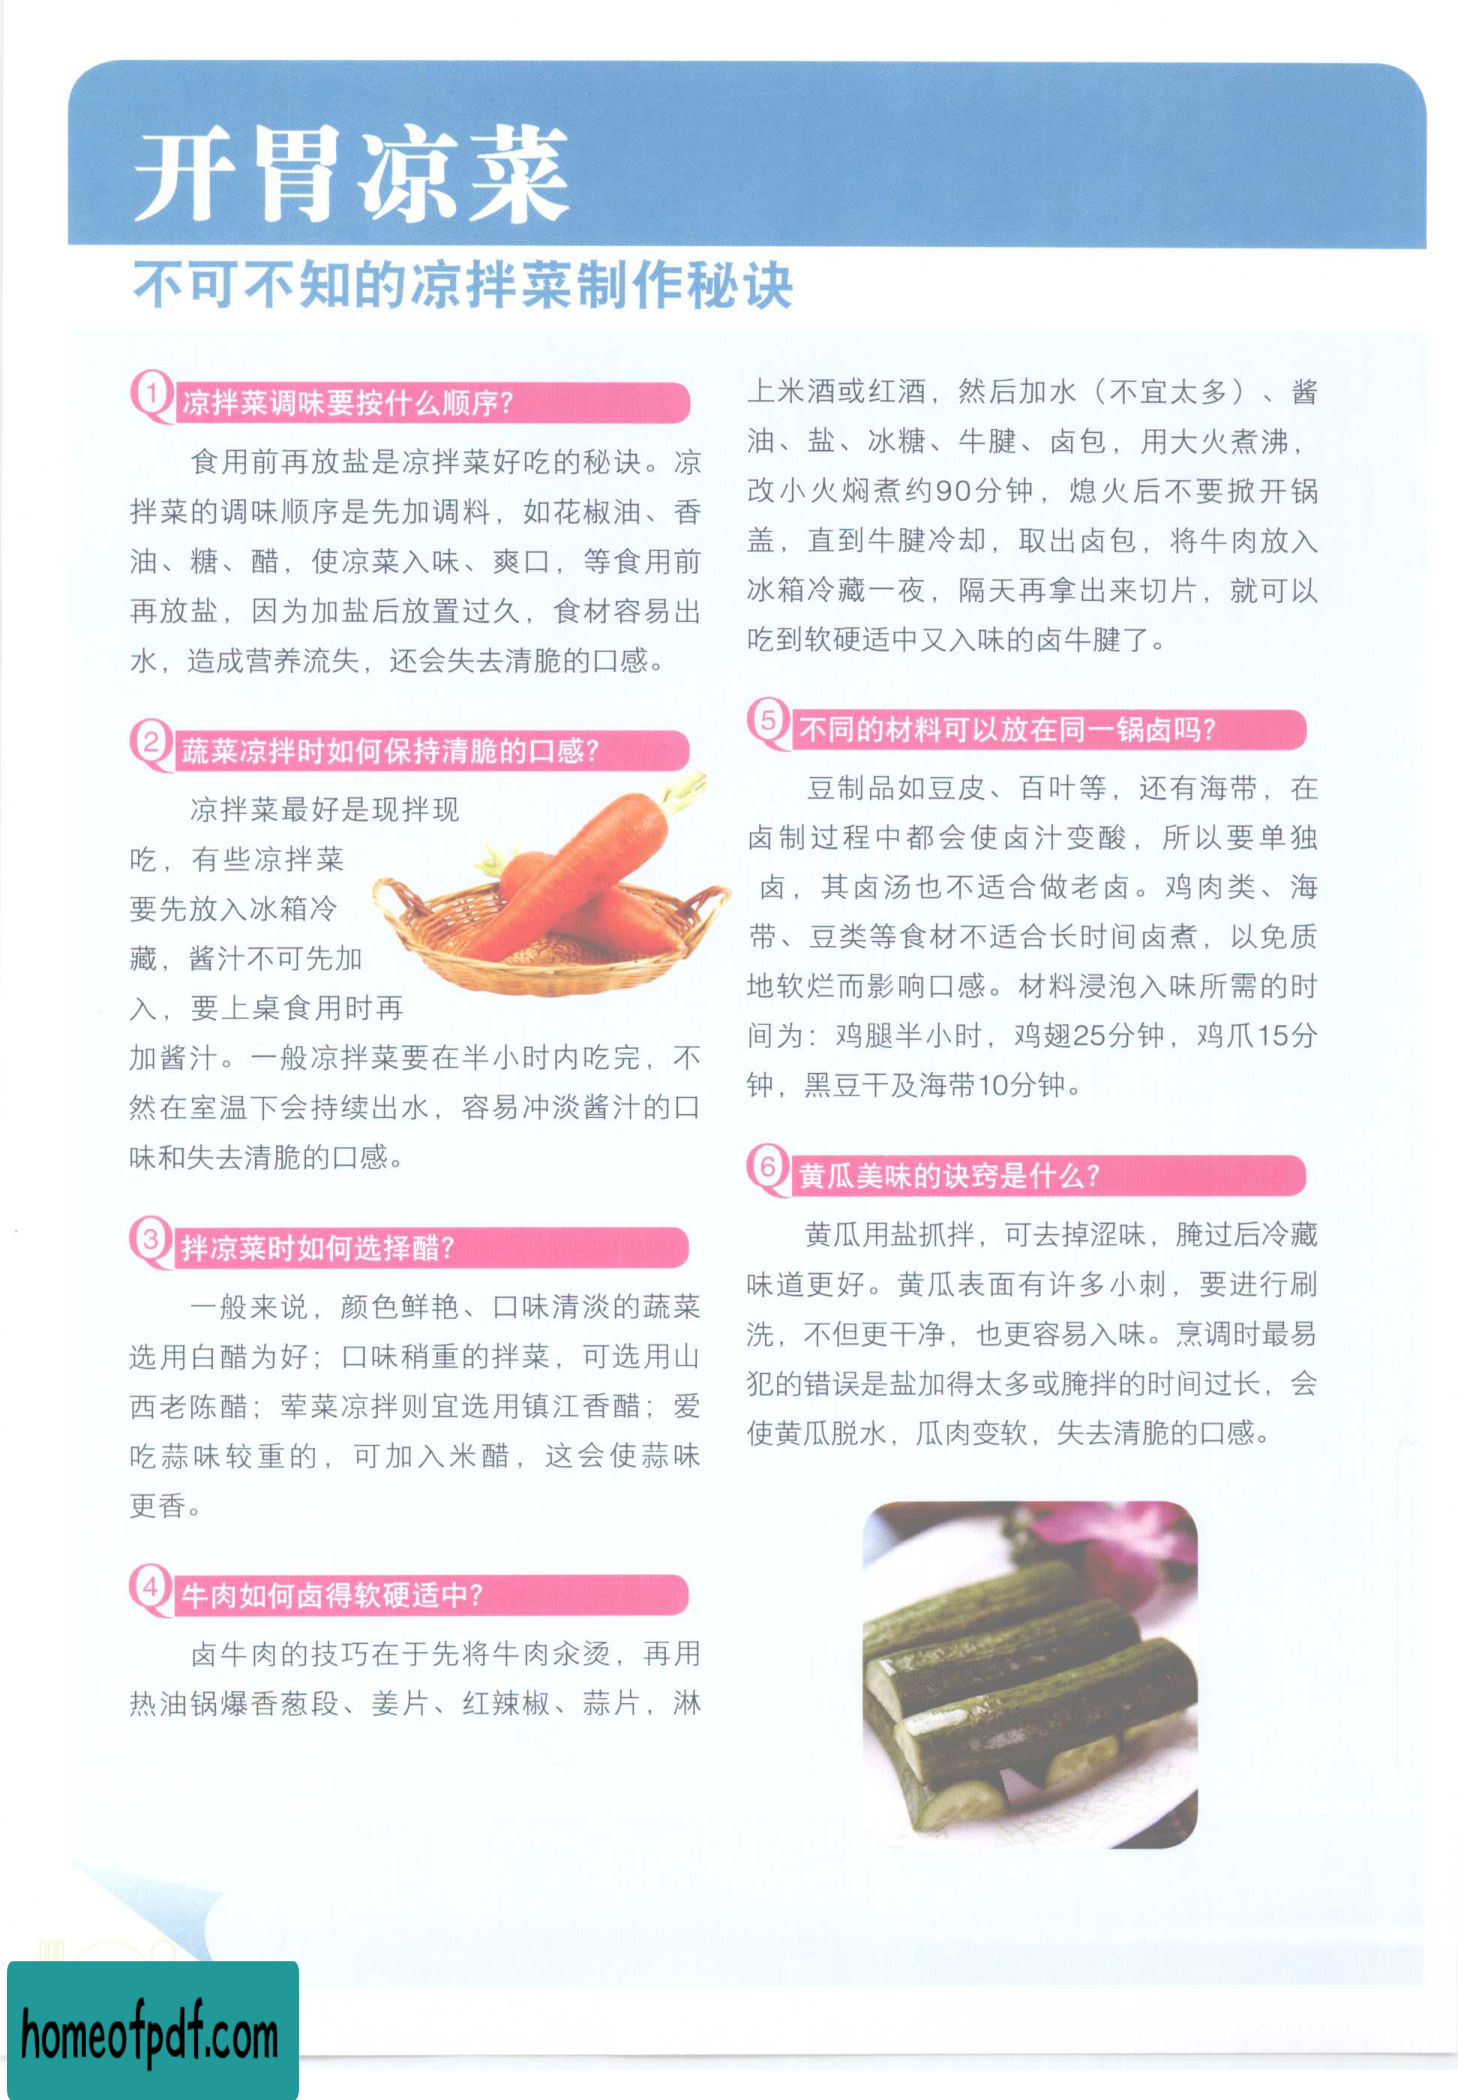 开胃凉菜
不可不知的凉拌菜制作秘诀
Q1 凉拌菜调味要按什么顺序？
食用前再放盐是凉拌菜好吃的秘诀。凉
拌菜的调味顺序是先加调料，如花椒油、香
油、糖、醋，使凉菜入味、爽口，等食用前
再放盐，因为加盐后放置过久，食材容易出
水，造成营养流失，还会失去清脆的口感。
Q2 蔬菜凉拌时如何保持清脆的口感？
凉拌菜最好是现拌现
吃，有些凉拌菜
要先放入冰箱冷
藏，酱汁不可先加
入，要上桌食用时再
加酱汁。一般凉拌菜要在半小时内吃完，不
然在室温下会持续出水，容易冲淡酱汁的口
味和失去清脆的口感。
Q3 拌凉菜时如何选择醋？
一般来说，颜色鲜艳、口味清淡的蔬菜
选用白醋为好；口味稍重的拌菜，可选用山
西老陈醋；荤菜凉拌则宜选用镇江香醋；爱
吃蒜味较重的，可加入米醋，这会使蒜味
更香。
Q4 牛肉如何卤得软硬适中？
卤牛肉的技巧在于先将牛肉汆烫，再用
热油锅爆香葱段、姜片、红辣椒、蒜片，淋
上米酒或红酒，然后加水（不宜太多）、酱
油、盐、冰糖、牛腱、卤包，用大火煮沸，
改小火焖煮约90分钟，熄火后不要掀开锅
盖，直到牛腱冷却，取出卤包，将牛肉放入
冰箱冷藏一夜，隔天再拿出来切片，就可以
吃到软硬适中又入味的卤牛腱了。
Q5 不同的材料可以放在同一锅卤吗？
豆制品如豆皮、百叶等，还有海带，在
卤制过程中都会使卤汁变酸，所以要单独
卤，其卤汤也不适合做老卤。鸡肉类、海
带、豆类等食材不适合长时间卤煮，以免质
地软烂而影响口感。材料浸泡入味所需的时
间为：鸡腿半小时，鸡翅25分钟，鸡爪15分
钟，黑豆干及海带10分钟。
Q6 黄瓜美味的诀窍是什么？
黄瓜用盐抓拌，可去掉涩味，腌过后冷藏
味道更好。黄瓜表面有许多小刺，要进行刷
洗，不但更干净，也更容易入味。烹调时最易
犯的错误是盐加得太多或腌拌的时间过长，会
使黄瓜脱水，瓜肉变软，失去清脆的口感。
homeofpdf.com